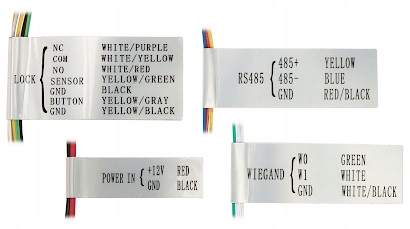 LOCK
NC WHITE/PURPLE
COM WHITE/YELLOW
NO WHITE/RED
SENSOR YELLOW/GREEN
GND BLACK
BUTTON YELLOW/GRAY
GND YELLOW/BLACK
RS485
485+ YELLOW
485- BLUE
GND RED/BLACK
POWER IN
+12V RED
GND BLACK
WIEGAND
W0 GREEN
W1 WHITE
GND WHITE/BLACK